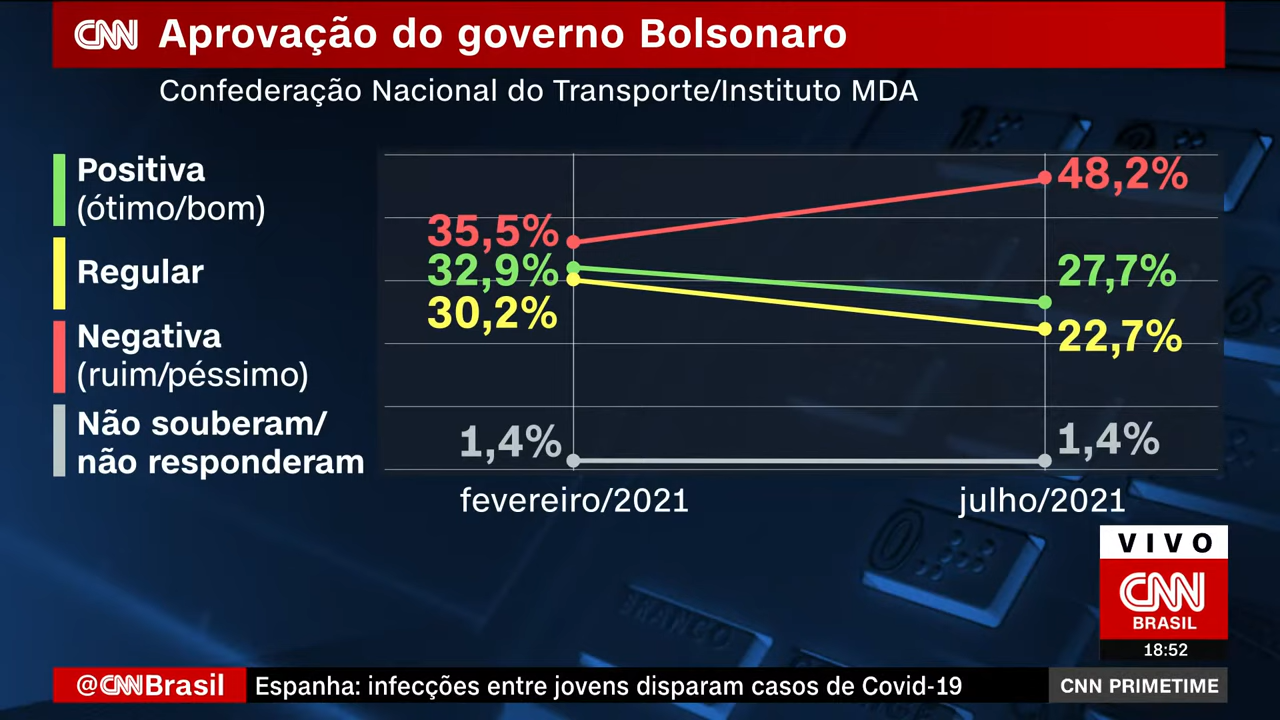 CNN Aprovação do governo Bolsonaro
Confederação Nacional do Transporte/Instituto MDA
Positiva
(ótimo/bom)
Regular
Negativa
(ruim/péssimo)
Não souberam/
não responderam
35,5%
32,9%
30,2%
1,4%
48,2%
27,7%
22,7%
1,4%
fevereiro/2021
julho/2021
BRANCO
0
VIVO
CNN
BRASIL
18:52
@CNNBrasil
Espanha: infecções entre jovens disparam casos de Covid-19
CNN PRIMETIME